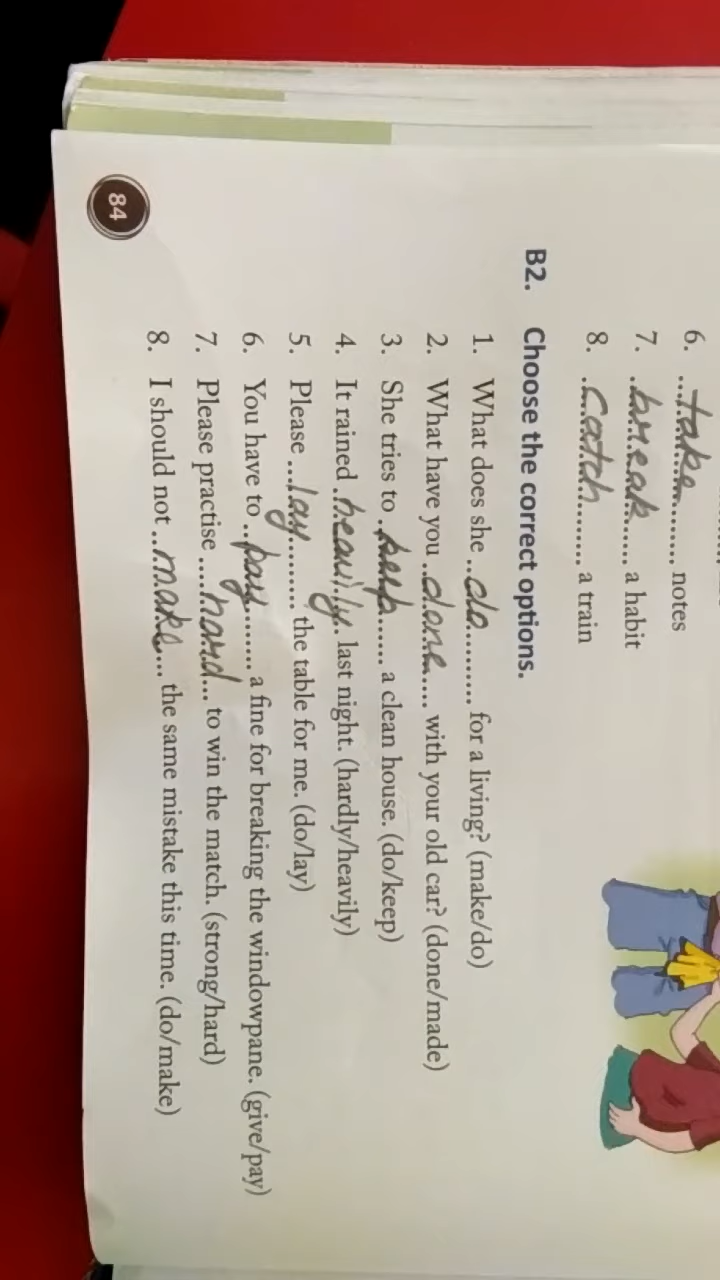 6. ...take......... notes
7. ..break....... a habit
8. ..catch........ a train
B2. Choose the correct options.
1. What does she ..do.......... for a living? (make/do)
2. What have you ..done..... with your old car? (done/made)
3. She tries to ..keep...... a clean house. (do/keep)
4. It rained ..heavily.. last night. (hardly/heavily)
5. Please ...lay......... the table for me. (do/lay)
6. You have to ..pay........ a fine for breaking the windowpane. (give/pay)
7. Please practise ....hard... to win the match. (strong/hard)
8. I should not ..make.... the same mistake this time. (do/make)
84